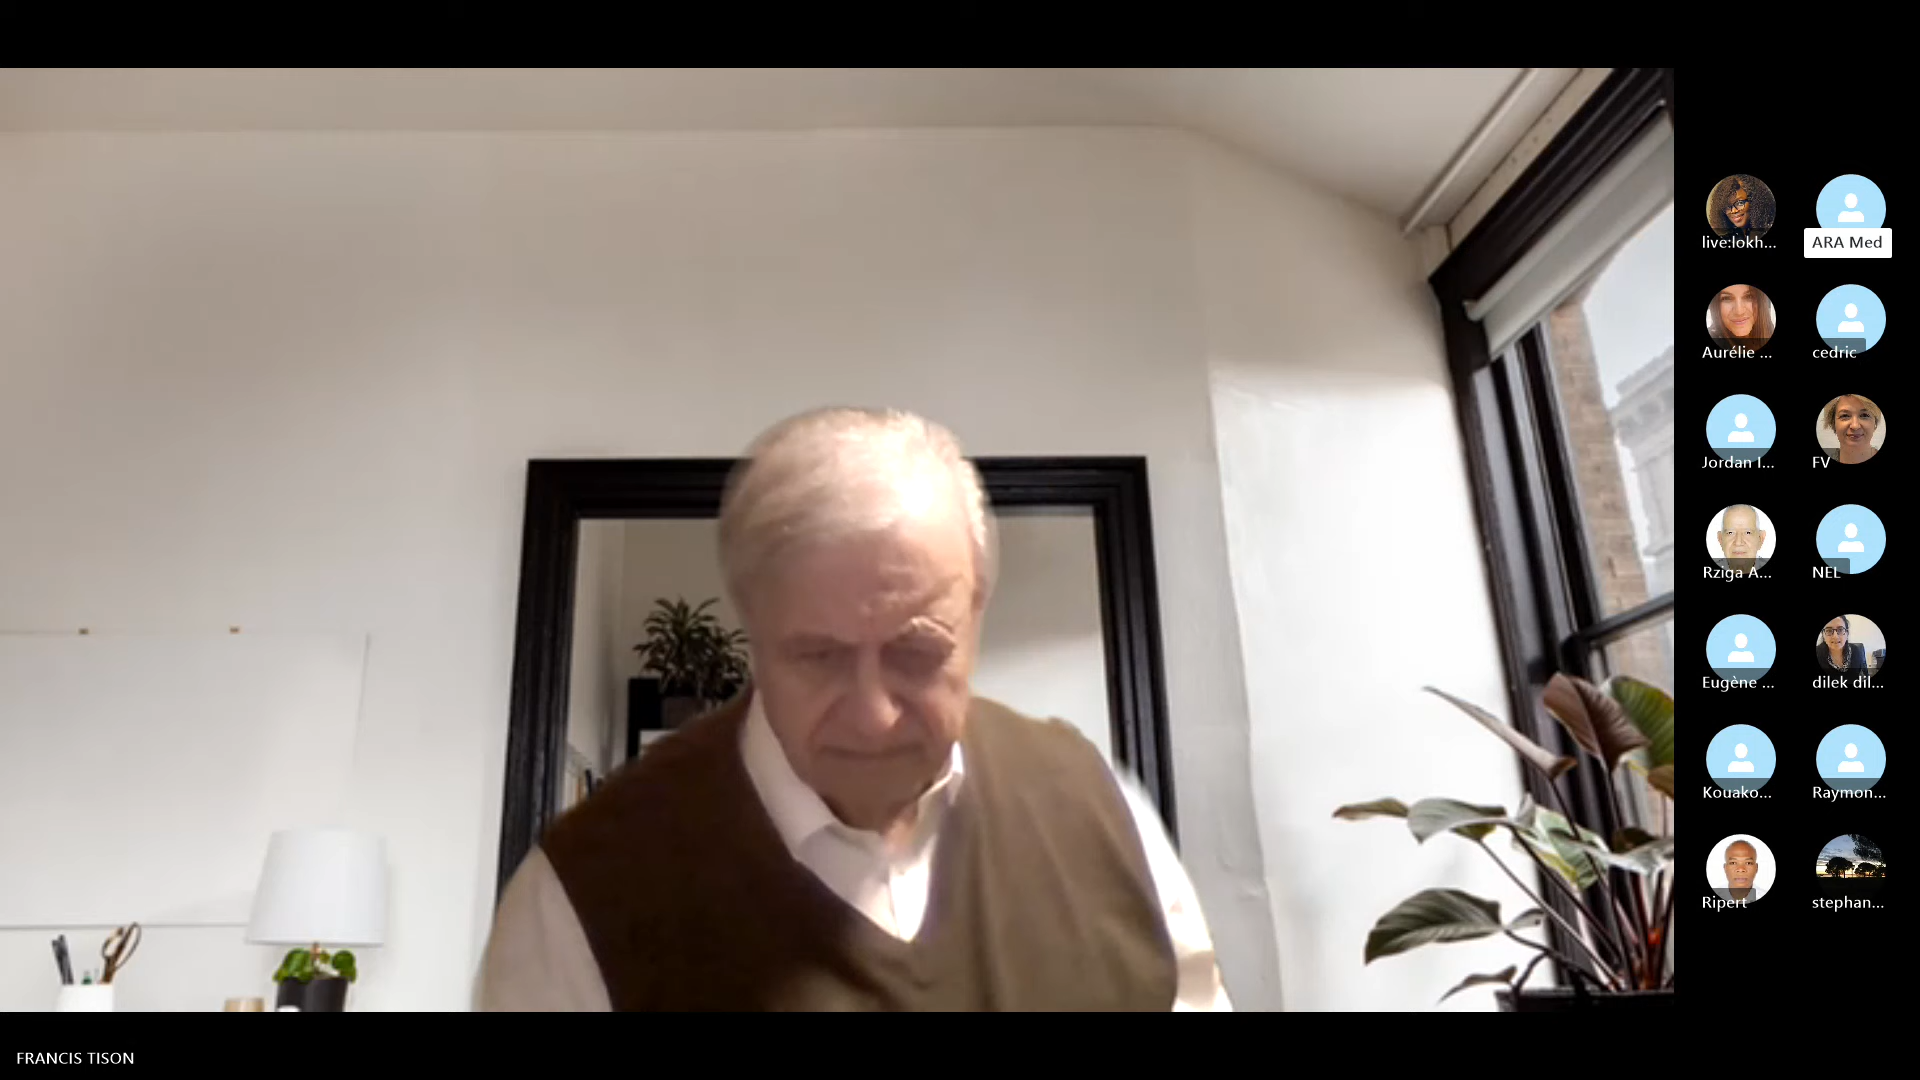 live:lokh...
ARA Med
Aurélie ...
cedric
Jordan I...
FV
Rziga A...
NEL
Eugène ...
dilek dil...
Kouako...
Raymon...
Ripert
stephan...
FRANCIS TISON